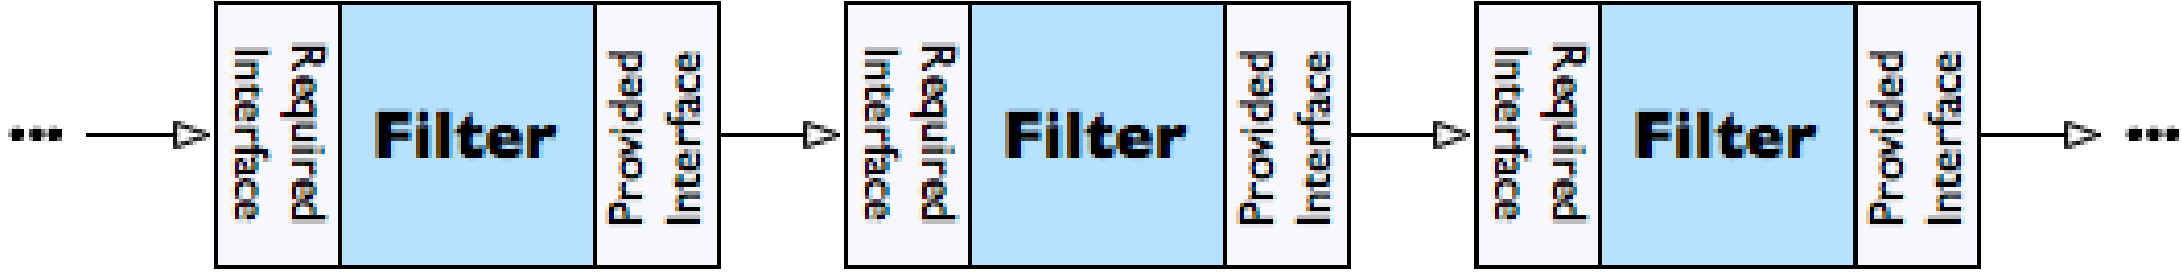 •••
Required
Interface
Filter
Provided
Interface
Required
Interface
Filter
Provided
Interface
Required
Interface
Filter
Provided
Interface
•••